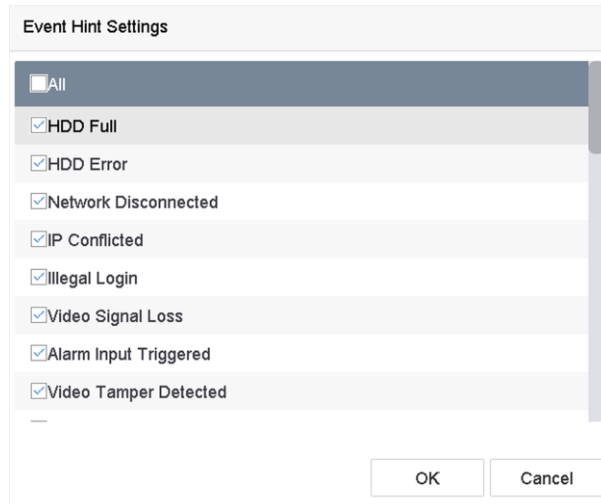 Event Hint Settings
All
HDD Full
HDD Error
Network Disconnected
IP Conflicted
Illegal Login
Video Signal Loss
Alarm Input Triggered
Video Tamper Detected
OK Cancel